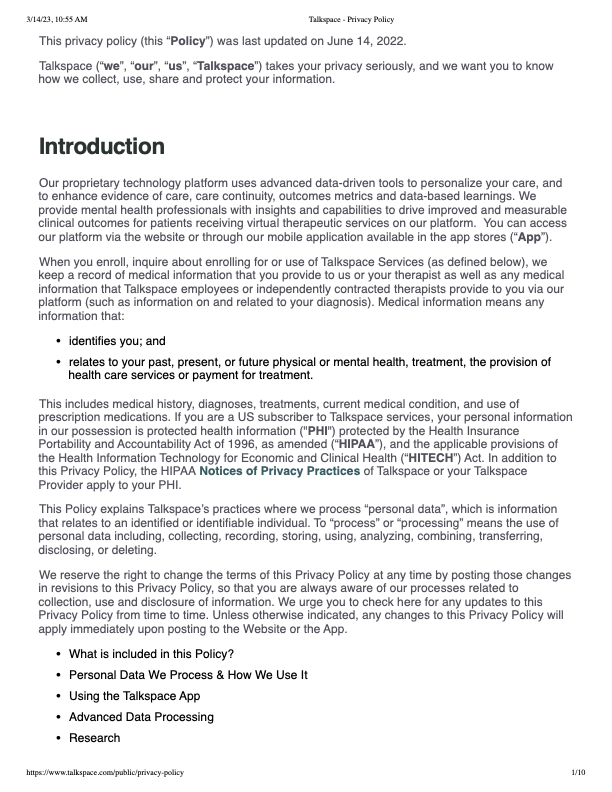 3/14/23, 10:55 AM
Talkspace - Privacy Policy
This privacy policy (this “Policy”) was last updated on June 14, 2022.
Talkspace (“we”, “our”, “us”, “Talkspace”) takes your privacy seriously, and we want you to know
how we collect, use, share and protect your information.
Introduction
Our proprietary technology platform uses advanced data-driven tools to personalize your care, and
to enhance evidence of care, care continuity, outcomes metrics and data-based learnings. We
provide mental health professionals with insights and capabilities to drive improved and measurable
clinical outcomes for patients receiving virtual therapeutic services on our platform.  You can access
our platform via the website or through our mobile application available in the app stores (“App”).
When you enroll, inquire about enrolling for or use of Talkspace Services (as defined below), we
keep a record of medical information that you provide to us or your therapist as well as any medical
information that Talkspace employees or independently contracted therapists provide to you via our
platform (such as information on and related to your diagnosis). Medical information means any
information that:
• identifies you; and
• relates to your past, present, or future physical or mental health, treatment, the provision of
health care services or payment for treatment.
This includes medical history, diagnoses, treatments, current medical condition, and use of
prescription medications. If you are a US subscriber to Talkspace services, your personal information
in our possession is protected health information ("PHI") protected by the Health Insurance
Portability and Accountability Act of 1996, as amended (“HIPAA”), and the applicable provisions of
the Health Information Technology for Economic and Clinical Health (“HITECH”) Act. In addition to
this Privacy Policy, the HIPAA Notices of Privacy Practices of Talkspace or your Talkspace
Provider apply to your PHI.
This Policy explains Talkspace’s practices where we process “personal data”, which is information
that relates to an identified or identifiable individual. To “process” or “processing” means the use of
personal data including, collecting, recording, storing, using, analyzing, combining, transferring,
disclosing, or deleting.
We reserve the right to change the terms of this Privacy Policy at any time by posting those changes
in revisions to this Privacy Policy, so that you are always aware of our processes related to
collection, use and disclosure of information. We urge you to check here for any updates to this
Privacy Policy from time to time. Unless otherwise indicated, any changes to this Privacy Policy will
apply immediately upon posting to the Website or the App.
• What is included in this Policy?
• Personal Data We Process & How We Use It
• Using the Talkspace App
• Advanced Data Processing
• Research
https://www.talkspace.com/public/privacy-policy
1/10